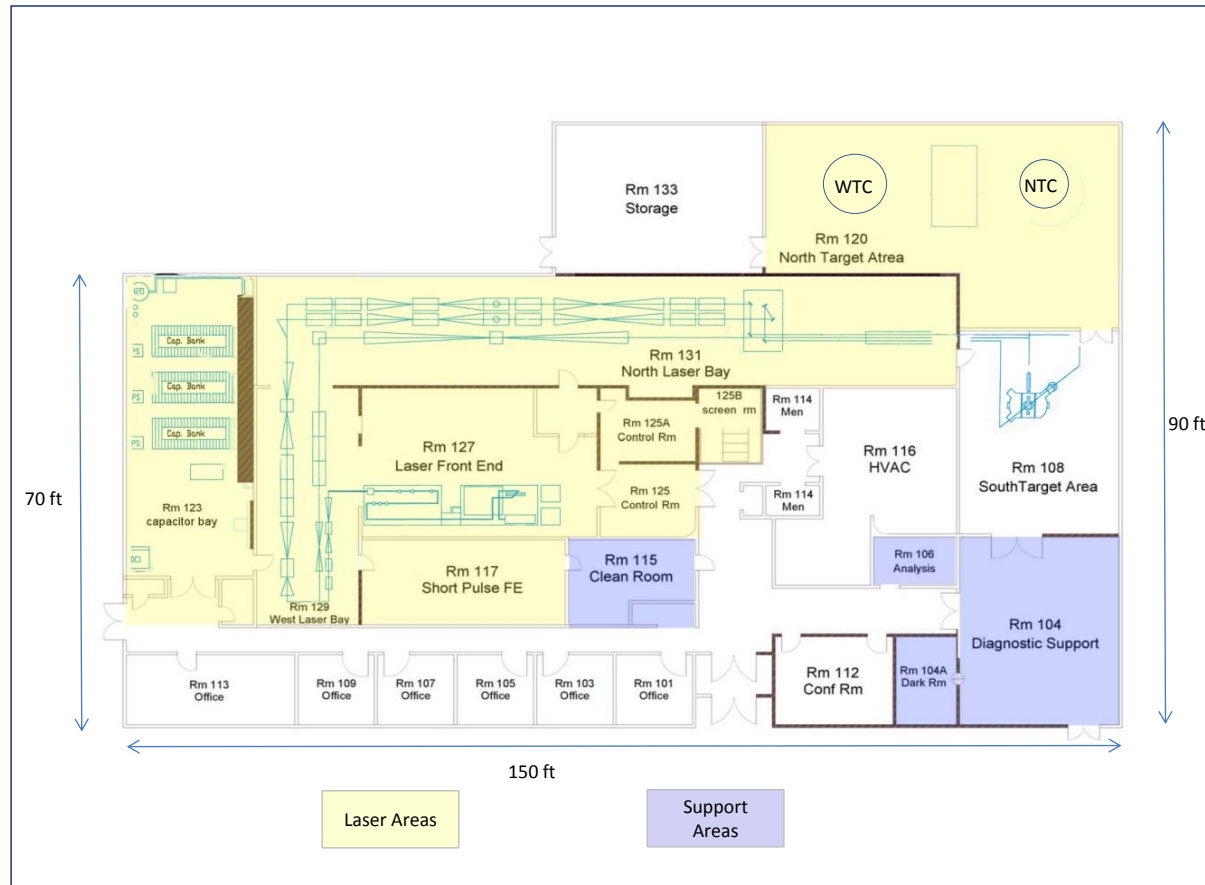 WTC
NTC
Rm 133
Storage
Rm 120
North Target Atrea
Cap. Bank
Cap. Bank
Cap. Bank
PS
PS
PS
Rm 131
North Laser Bay
125B
screen rm
Rm 114
Men
Rm 125A
Control Rm
Rm 127
Laser Front End
Rm 116
HVAC
90 ft
Rm 108
SouthTarget Area
70 ft
Rm 123
capacitor bay
Rm 125
Control Rm
Rm 114
Men
DC1
Rm 117
Short Pulse FE
Rm 115
Clean Room
Rm 106
Analysis
Rm 129
West Laser Bay
Rm 104
Diagnostic Support
Rm 113
Office
Rm 109
Office
Rm 107
Office
Rm 105
Office
Rm 103
Office
Rm 101
Office
Rm 112
Conf Rm
Rm 104A
Dark Rm
150 ft
Laser Areas
Support
Areas